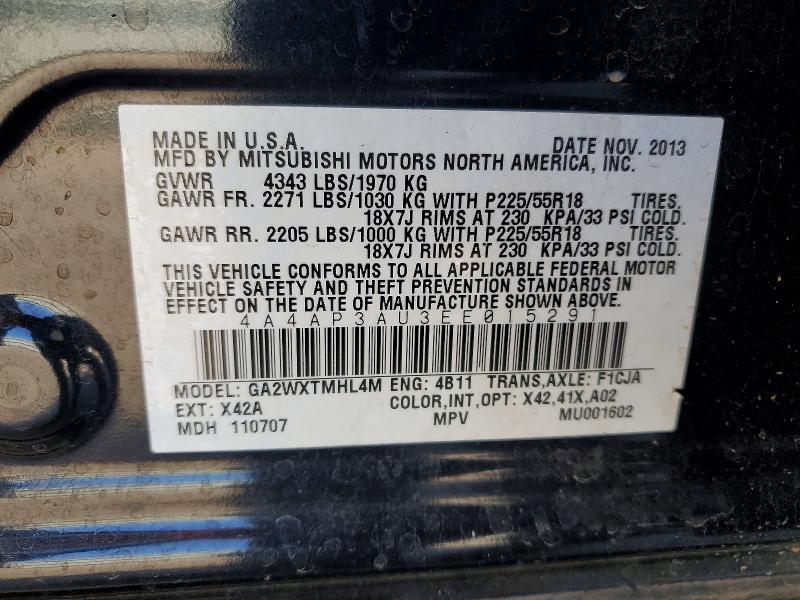 MADE IN U.S.A. DATE NOV. 2013
MFD BY MITSUBISHI MOTORS NORTH AMERICA, INC.
GVWR 4343 LBS/1970 KG
GAWR FR. 2271 LBS/1030 KG WITH P225/55R18 TIRES.
18X7J RIMS AT 230 KPA/33 PSI COLD.
GAWR RR. 2205 LBS/1000 KG WITH P225/55R18 TIRES.
18X7J RIMS AT 230 KPA/33 PSI COLD.
THIS VEHICLE CONFORMS TO ALL APPLICABLE FEDERAL MOTOR
VEHICLE SAFETY AND THEFT PREVENTION STANDARDS IN
EFFECT ON THE DATE OF MANUFACTURE SHOWN ABOVE.
4A4AP3AU3EE015291
MODEL: GA2WXTMHL4M ENG: 4B11 TRANS,AXLE: F1CJA
EXT: X42A COLOR,INT,OPT: X42,41X,A02
MDH 110707 MPV MU001602